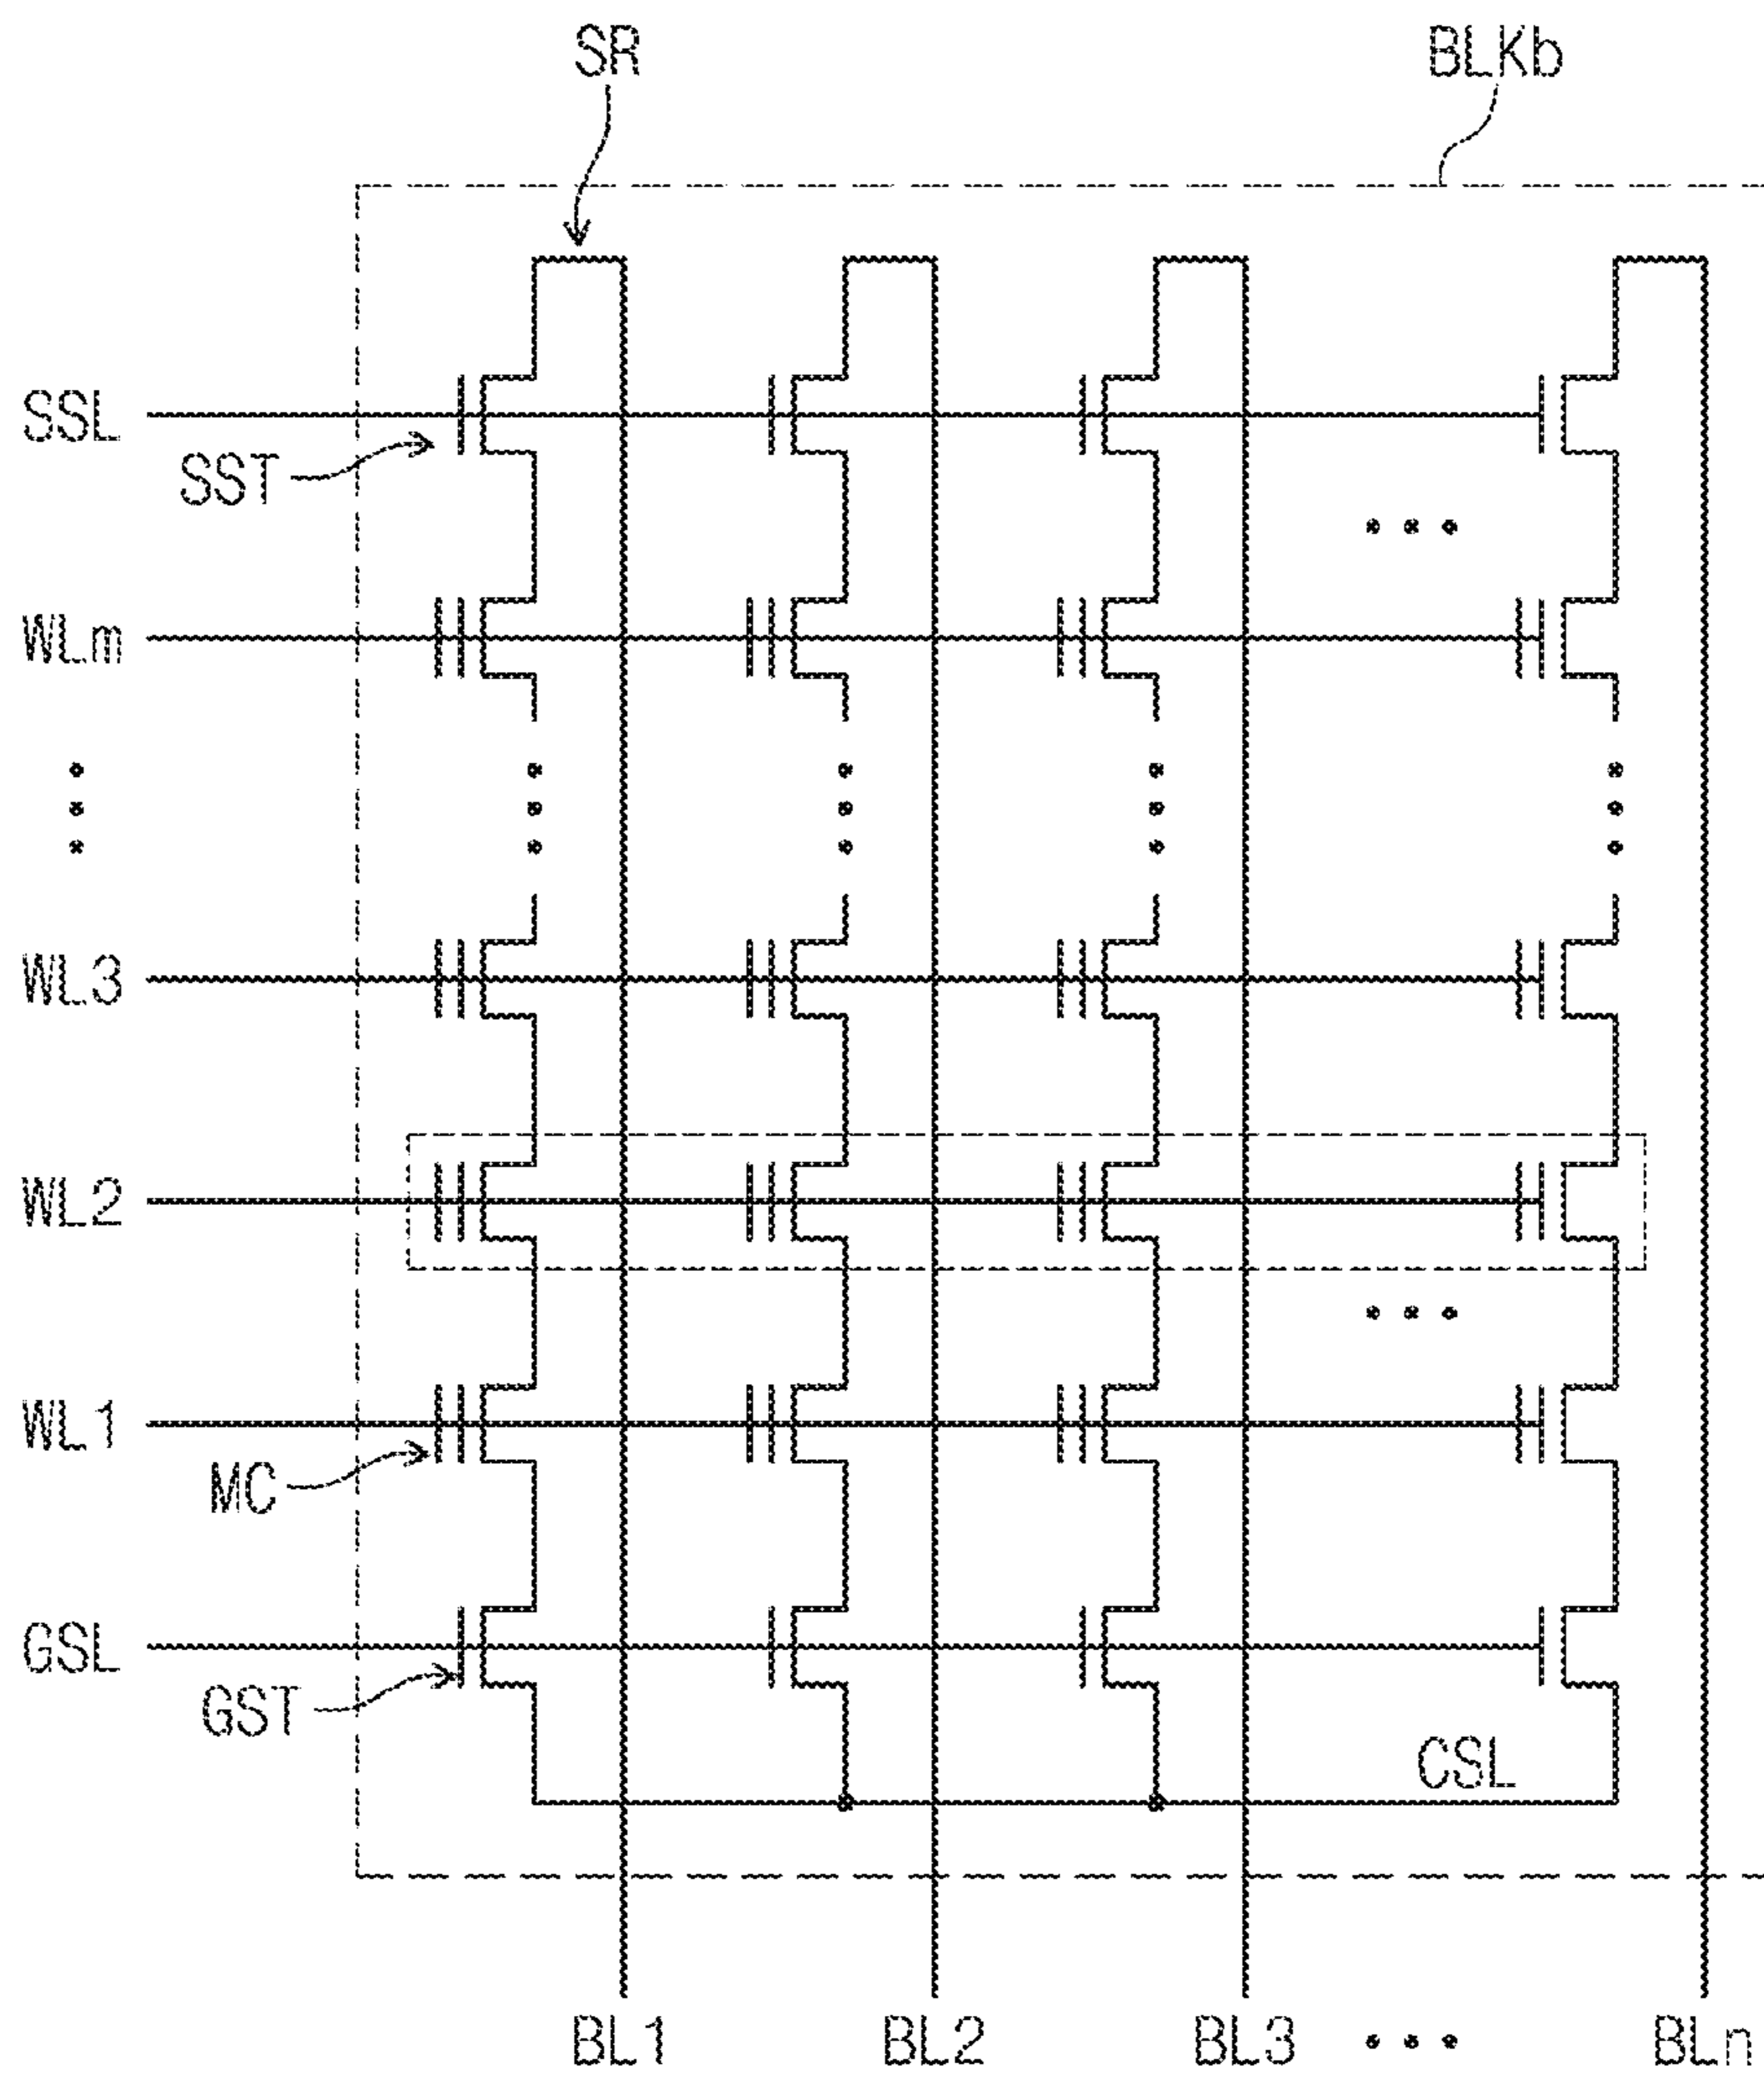 SR
BLKb
SSL
SST
WLm
WL3
WL2
WL1
MC
GSL
GST
CSL
BL1 BL2 BL3 ••• BLn